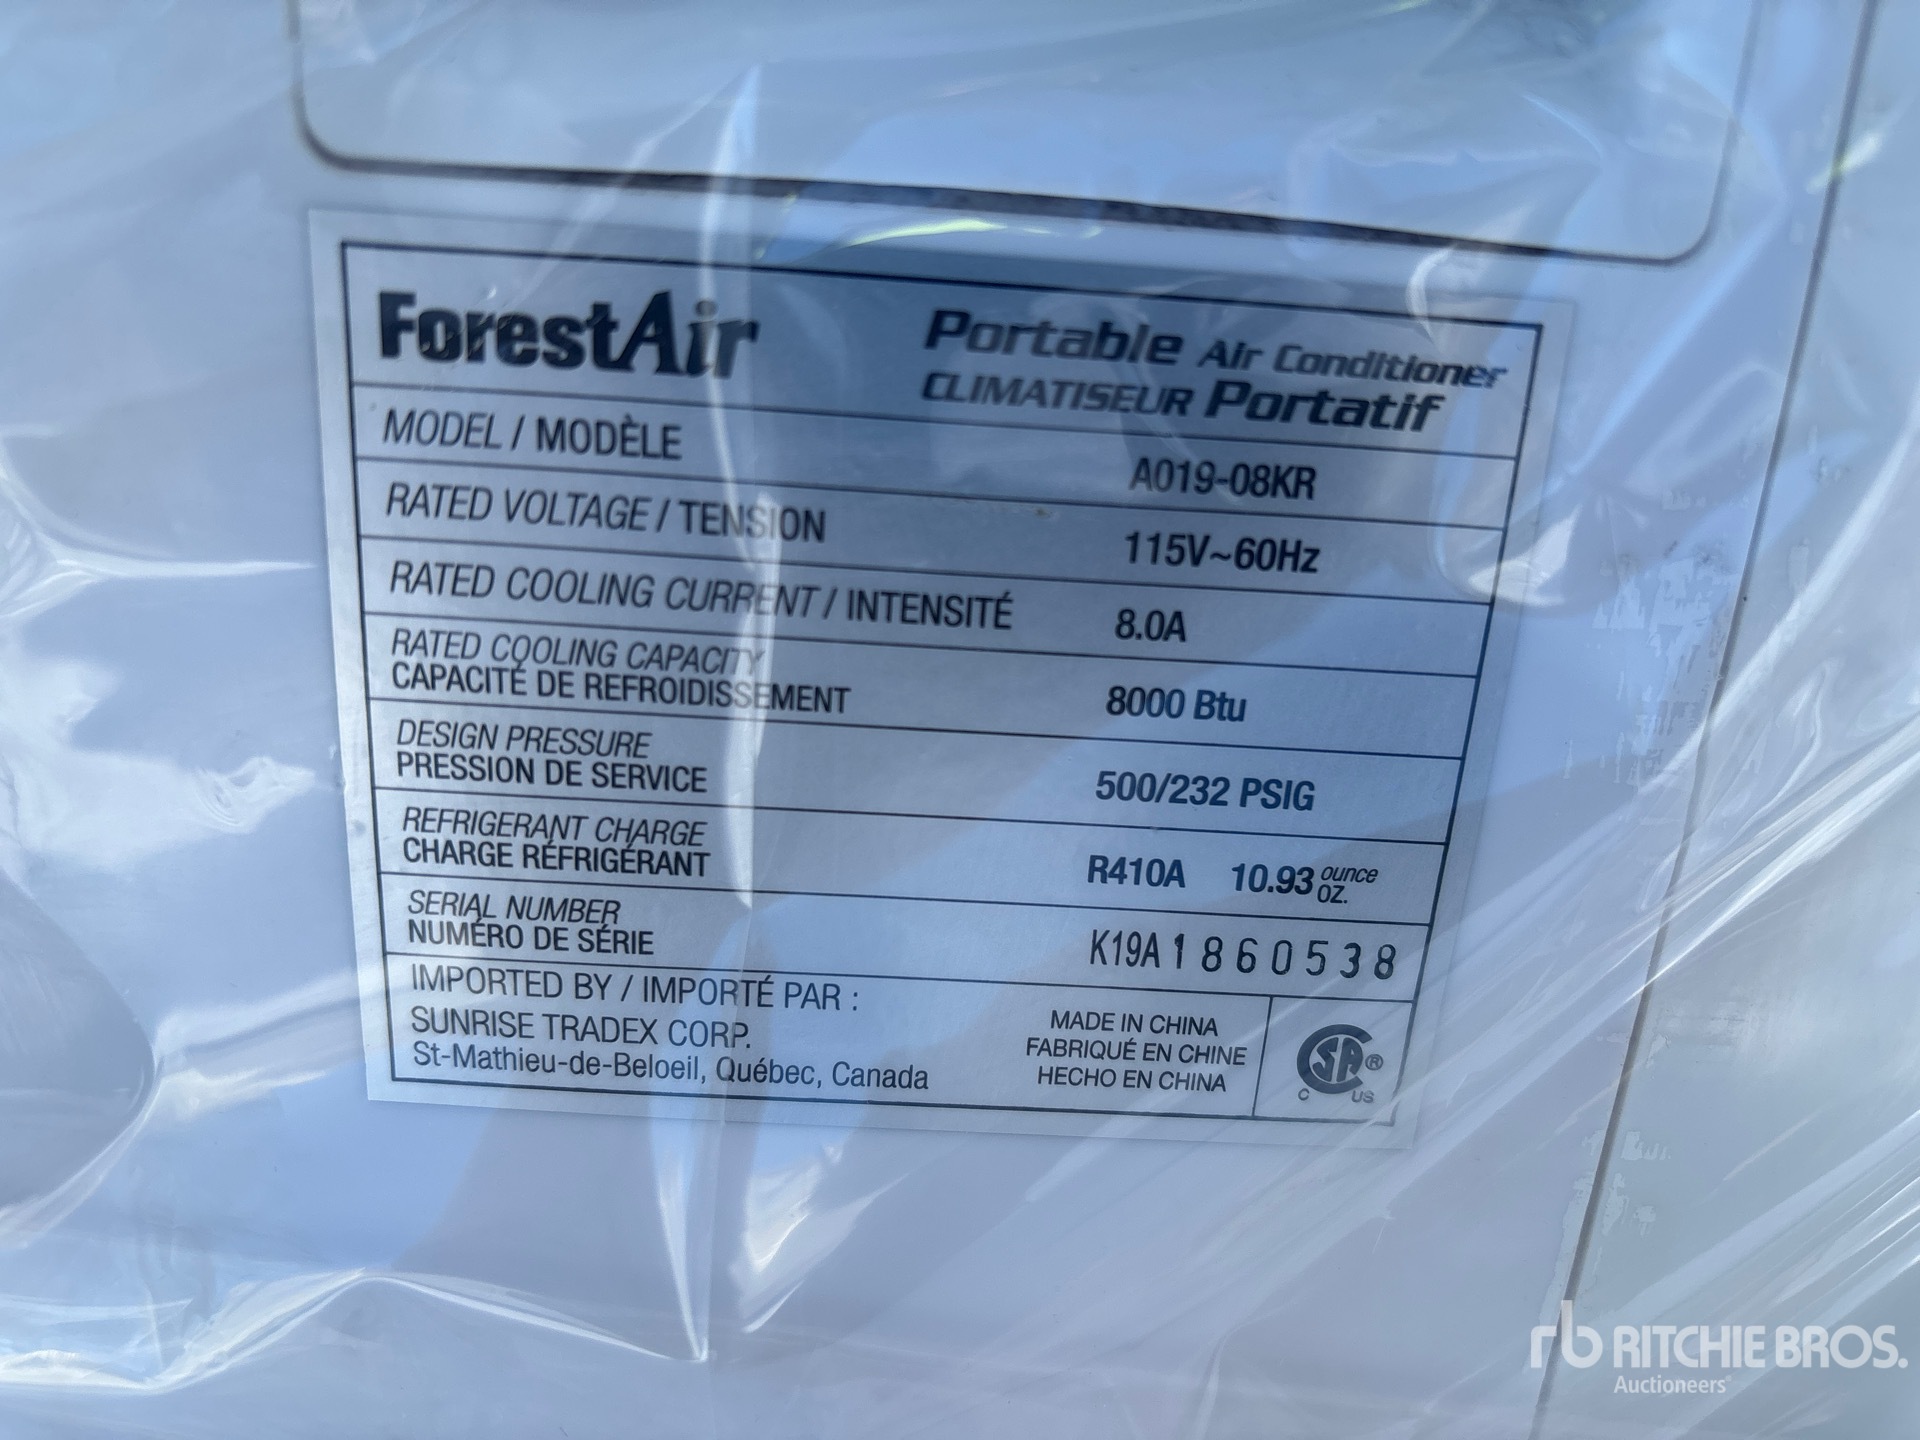 ForestAir
Portable Air Conditioner
CLIMATISEUR Portatif
MODEL / MODÈLE A019-08KR
RATED VOLTAGE / TENSION 115V~60Hz
RATED COOLING CURRENT / INTENSITÉ 8.0A
RATED COOLING CAPACITY
CAPACITÉ DE REFROIDISSEMENT 8000 Btu
DESIGN PRESSURE
PRESSION DE SERVICE 500/232 PSIG
REFRIGERANT CHARGE
CHARGE RÉFRIGÉRANT R410A 10.93 ounce OZ.
SERIAL NUMBER
NUMÉRO DE SÉRIE K19A1860538
IMPORTED BY / IMPORTÉ PAR :
SUNRISE TRADEX CORP.
St-Mathieu-de-Beloeil, Québec, Canada
MADE IN CHINA
FABRIQUÉ EN CHINE
HECHO EN CHINA
SA®
C US
rb RITCHIE BROS.
Auctioneers